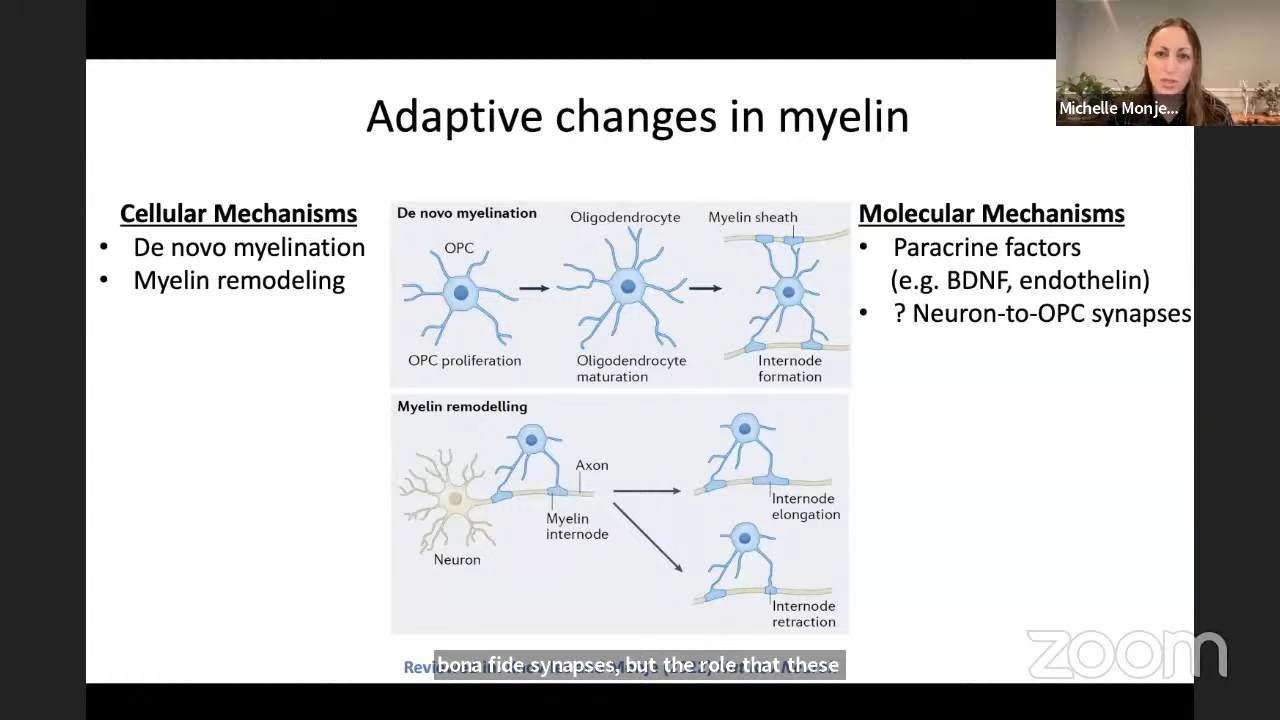 Michelle Monje...
Adaptive changes in myelin
Cellular Mechanisms
• De novo myelination
• Myelin remodeling
De novo myelination
OPC
Oligodendrocyte
Myelin sheath
OPC proliferation
Oligodendrocyte
maturation
Internode
formation
Myelin remodelling
Axon
Myelin
internode
Neuron
Internode
elongation
Internode
retraction
Molecular Mechanisms
• Paracrine factors
(e.g. BDNF, endothelin)
• ? Neuron-to-OPC synapses
bona fide synapses, but the role that these
zoom